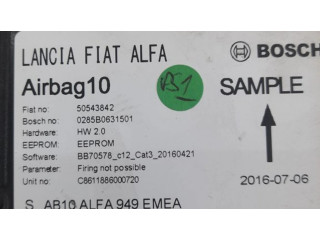 LANCIA FIAT ALFA
BOSCH
Airbag10
VS1
SAMPLE
Fiat no: 50543842
Bosch no: 0285B0631501
Hardware: HW 2.0
EEPROM: EEPROM
Software: BB70578_c12_Cat3_20160421
Parameter: Firing not possible
Unit no: C8611886000720
2016-07-06
S_AB10 ALFA 949 EMEA